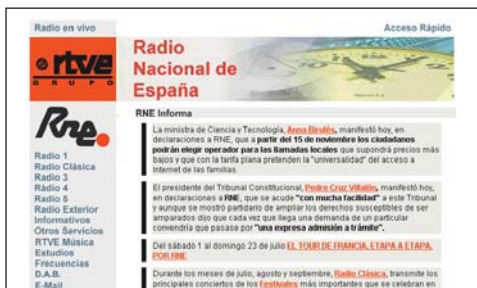 Radio en vivo
Acceso Rápido
rtve
GRUPO
Radio
Nacional de
España
Rne.
RNE Informa
Radio 1
Radio Clásica
Radio 3
Radio 4
Radio 5
Radio Exterior
Informativos
Otros Servicios
RTVE Música
Estudios
Frecuencias
D.A.B.
E-Mail
La ministra de Ciencia y Tecnología, Anna Birulés, manifestó hoy, en
declaraciones a RNE, que a partir del 15 de noviembre los ciudadanos
podrán elegir operador para las llamadas locales que supondrá precios más
bajos y que con la tarifa plana pretenden la "universalidad" del acceso a
Internet de las familias.
El presidente del Tribunal Constitucional, Pedro Cruz Villalón, manifestó hoy,
en declaraciones a RNE, que se acude "con mucha facilidad" a este Tribunal
y aunque se mostró partidario de ampliar los derechos susceptibles de ser
amparados dijo que cada vez que llega una demanda de un particular
convendría que pasase por "una expresa admisión a trámite".
Del sábado 1 al domingo 23 de julio EL TOUR DE FRANCIA, ETAPA A ETAPA,
POR RNE
Durante los meses de julio, agosto y septiembre, Radio Clásica, transmite los
principales conciertos de los Festivales más importantes que se celebran en